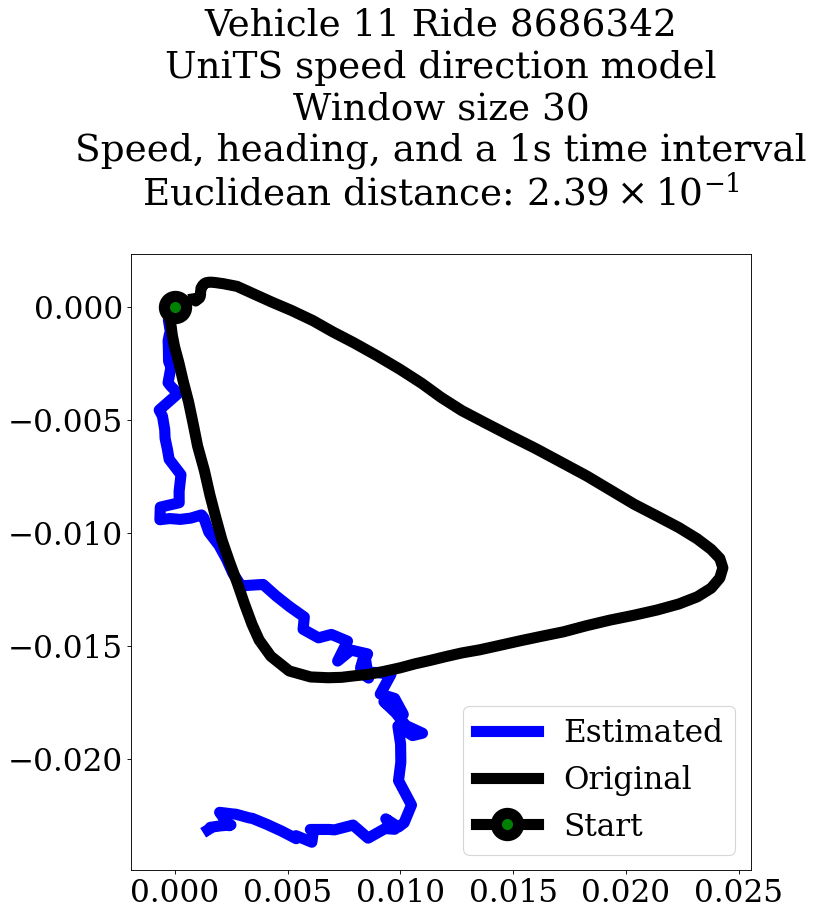 Vehicle 11 Ride 8686342
UniTS speed direction model
Window size 30
Speed, heading, and a 1s time interval
Euclidean distance: 2.39 × 10⁻¹
0.000
−0.005
−0.010
−0.015
−0.020
Estimated
Original
Start
0.000 0.005 0.010 0.015 0.020 0.025